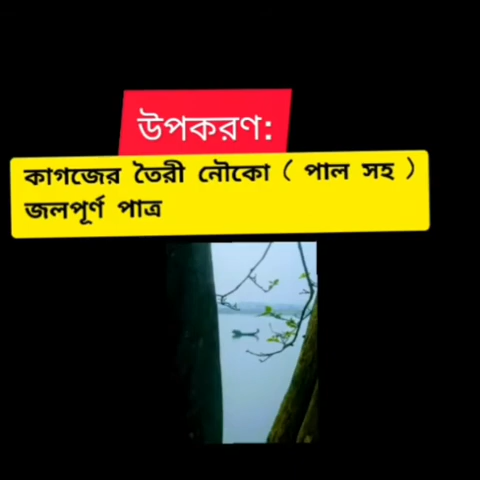 উপকরণ:
কাগজের তৈরী নৌকো ( পাল সহ )
জলপূর্ণ পাত্র